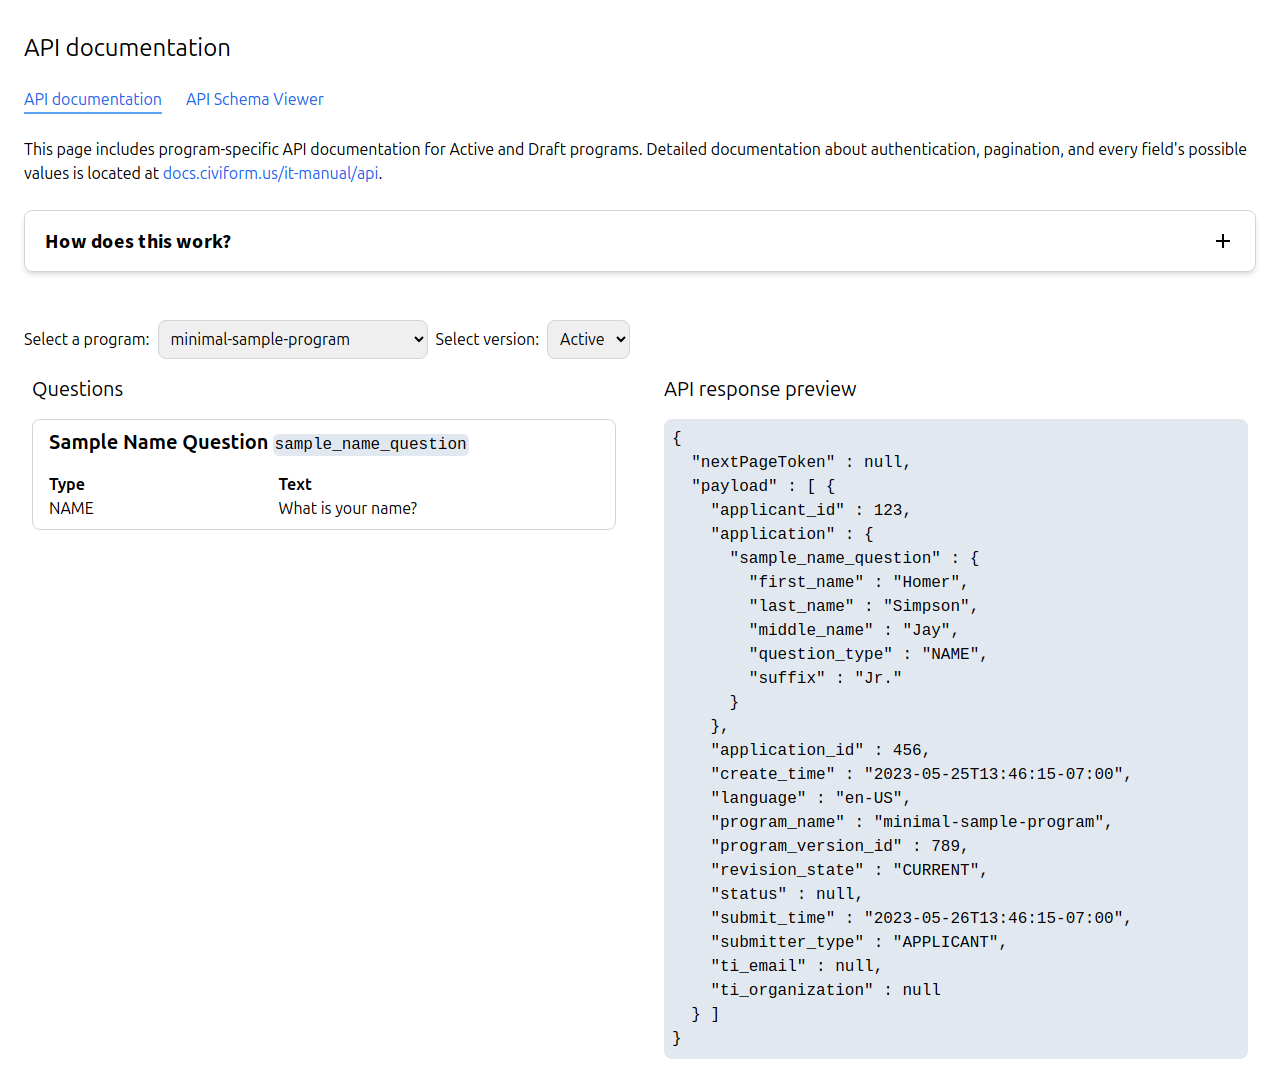 API documentation
API documentation API Schema Viewer
This page includes program-specific API documentation for Active and Draft programs. Detailed documentation about authentication, pagination, and every field's possible
values is located at docs.civiform.us/it-manual/api.
How does this work?
Select a program: minimal-sample-program Select version: Active
Questions
Sample Name Question sample_name_question
Type Text
NAME What is your name?
API response preview
{
  "nextPageToken" : null,
  "payload" : [ {
    "applicant_id" : 123,
    "application" : {
      "sample_name_question" : {
        "first_name" : "Homer",
        "last_name" : "Simpson",
        "middle_name" : "Jay",
        "question_type" : "NAME",
        "suffix" : "Jr."
      }
    },
    "application_id" : 456,
    "create_time" : "2023-05-25T13:46:15-07:00",
    "language" : "en-US",
    "program_name" : "minimal-sample-program",
    "program_version_id" : 789,
    "revision_state" : "CURRENT",
    "status" : null,
    "submit_time" : "2023-05-26T13:46:15-07:00",
    "submitter_type" : "APPLICANT",
    "ti_email" : null,
    "ti_organization" : null
  } ]
}